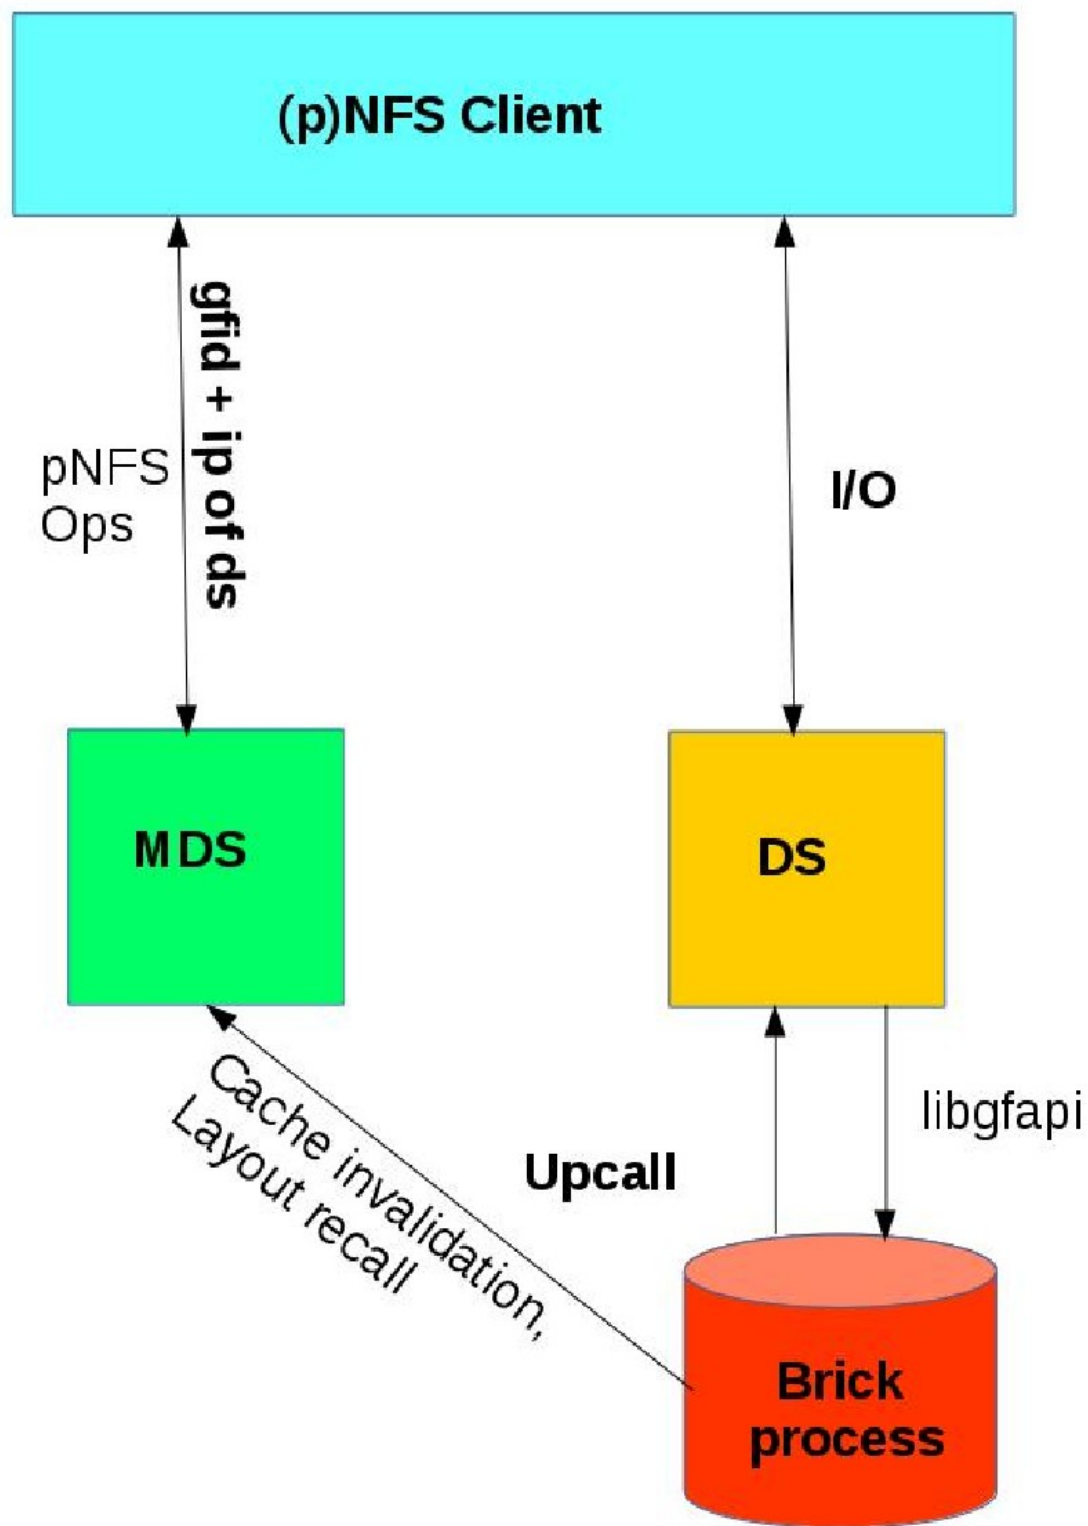 (p)NFS Client
gfid + ip of ds
pNFS
Ops
I/O
MDS
DS
Cache invalidation,
Layout recall
Upcall
libgfapi
Brick
process